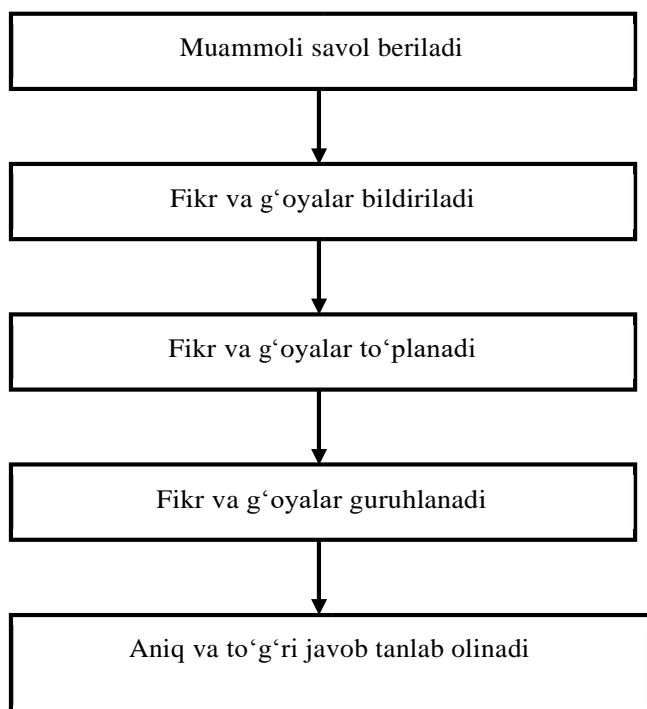 Muammoli savol beriladi
Fikr va g‘oyalar bildiriladi
Fikr va g‘oyalar to‘planadi
Fikr va g‘oyalar guruhlanadi
Aniq va to‘g‘ri javob tanlab olinadi